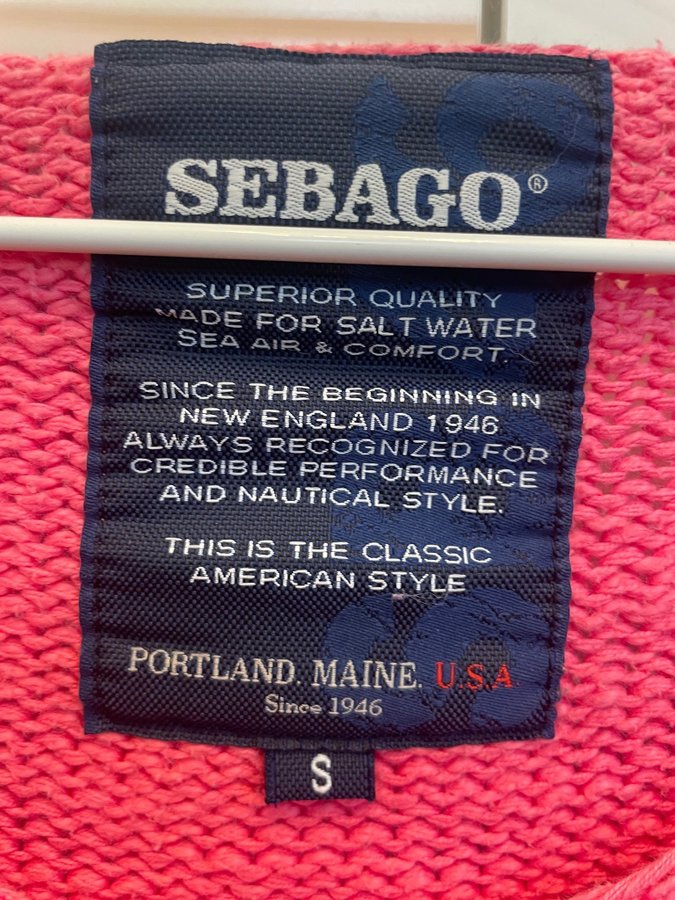 SEBAGO®
SUPERIOR QUALITY
MADE FOR SALT WATER
SEA AIR & COMFORT.
SINCE THE BEGINNING IN
NEW ENGLAND 1946
ALWAYS RECOGNIZED FOR
CREDIBLE PERFORMANCE
AND NAUTICAL STYLE.
THIS IS THE CLASSIC
AMERICAN STYLE
PORTLAND. MAINE. U.S.A.
Since 1946
S